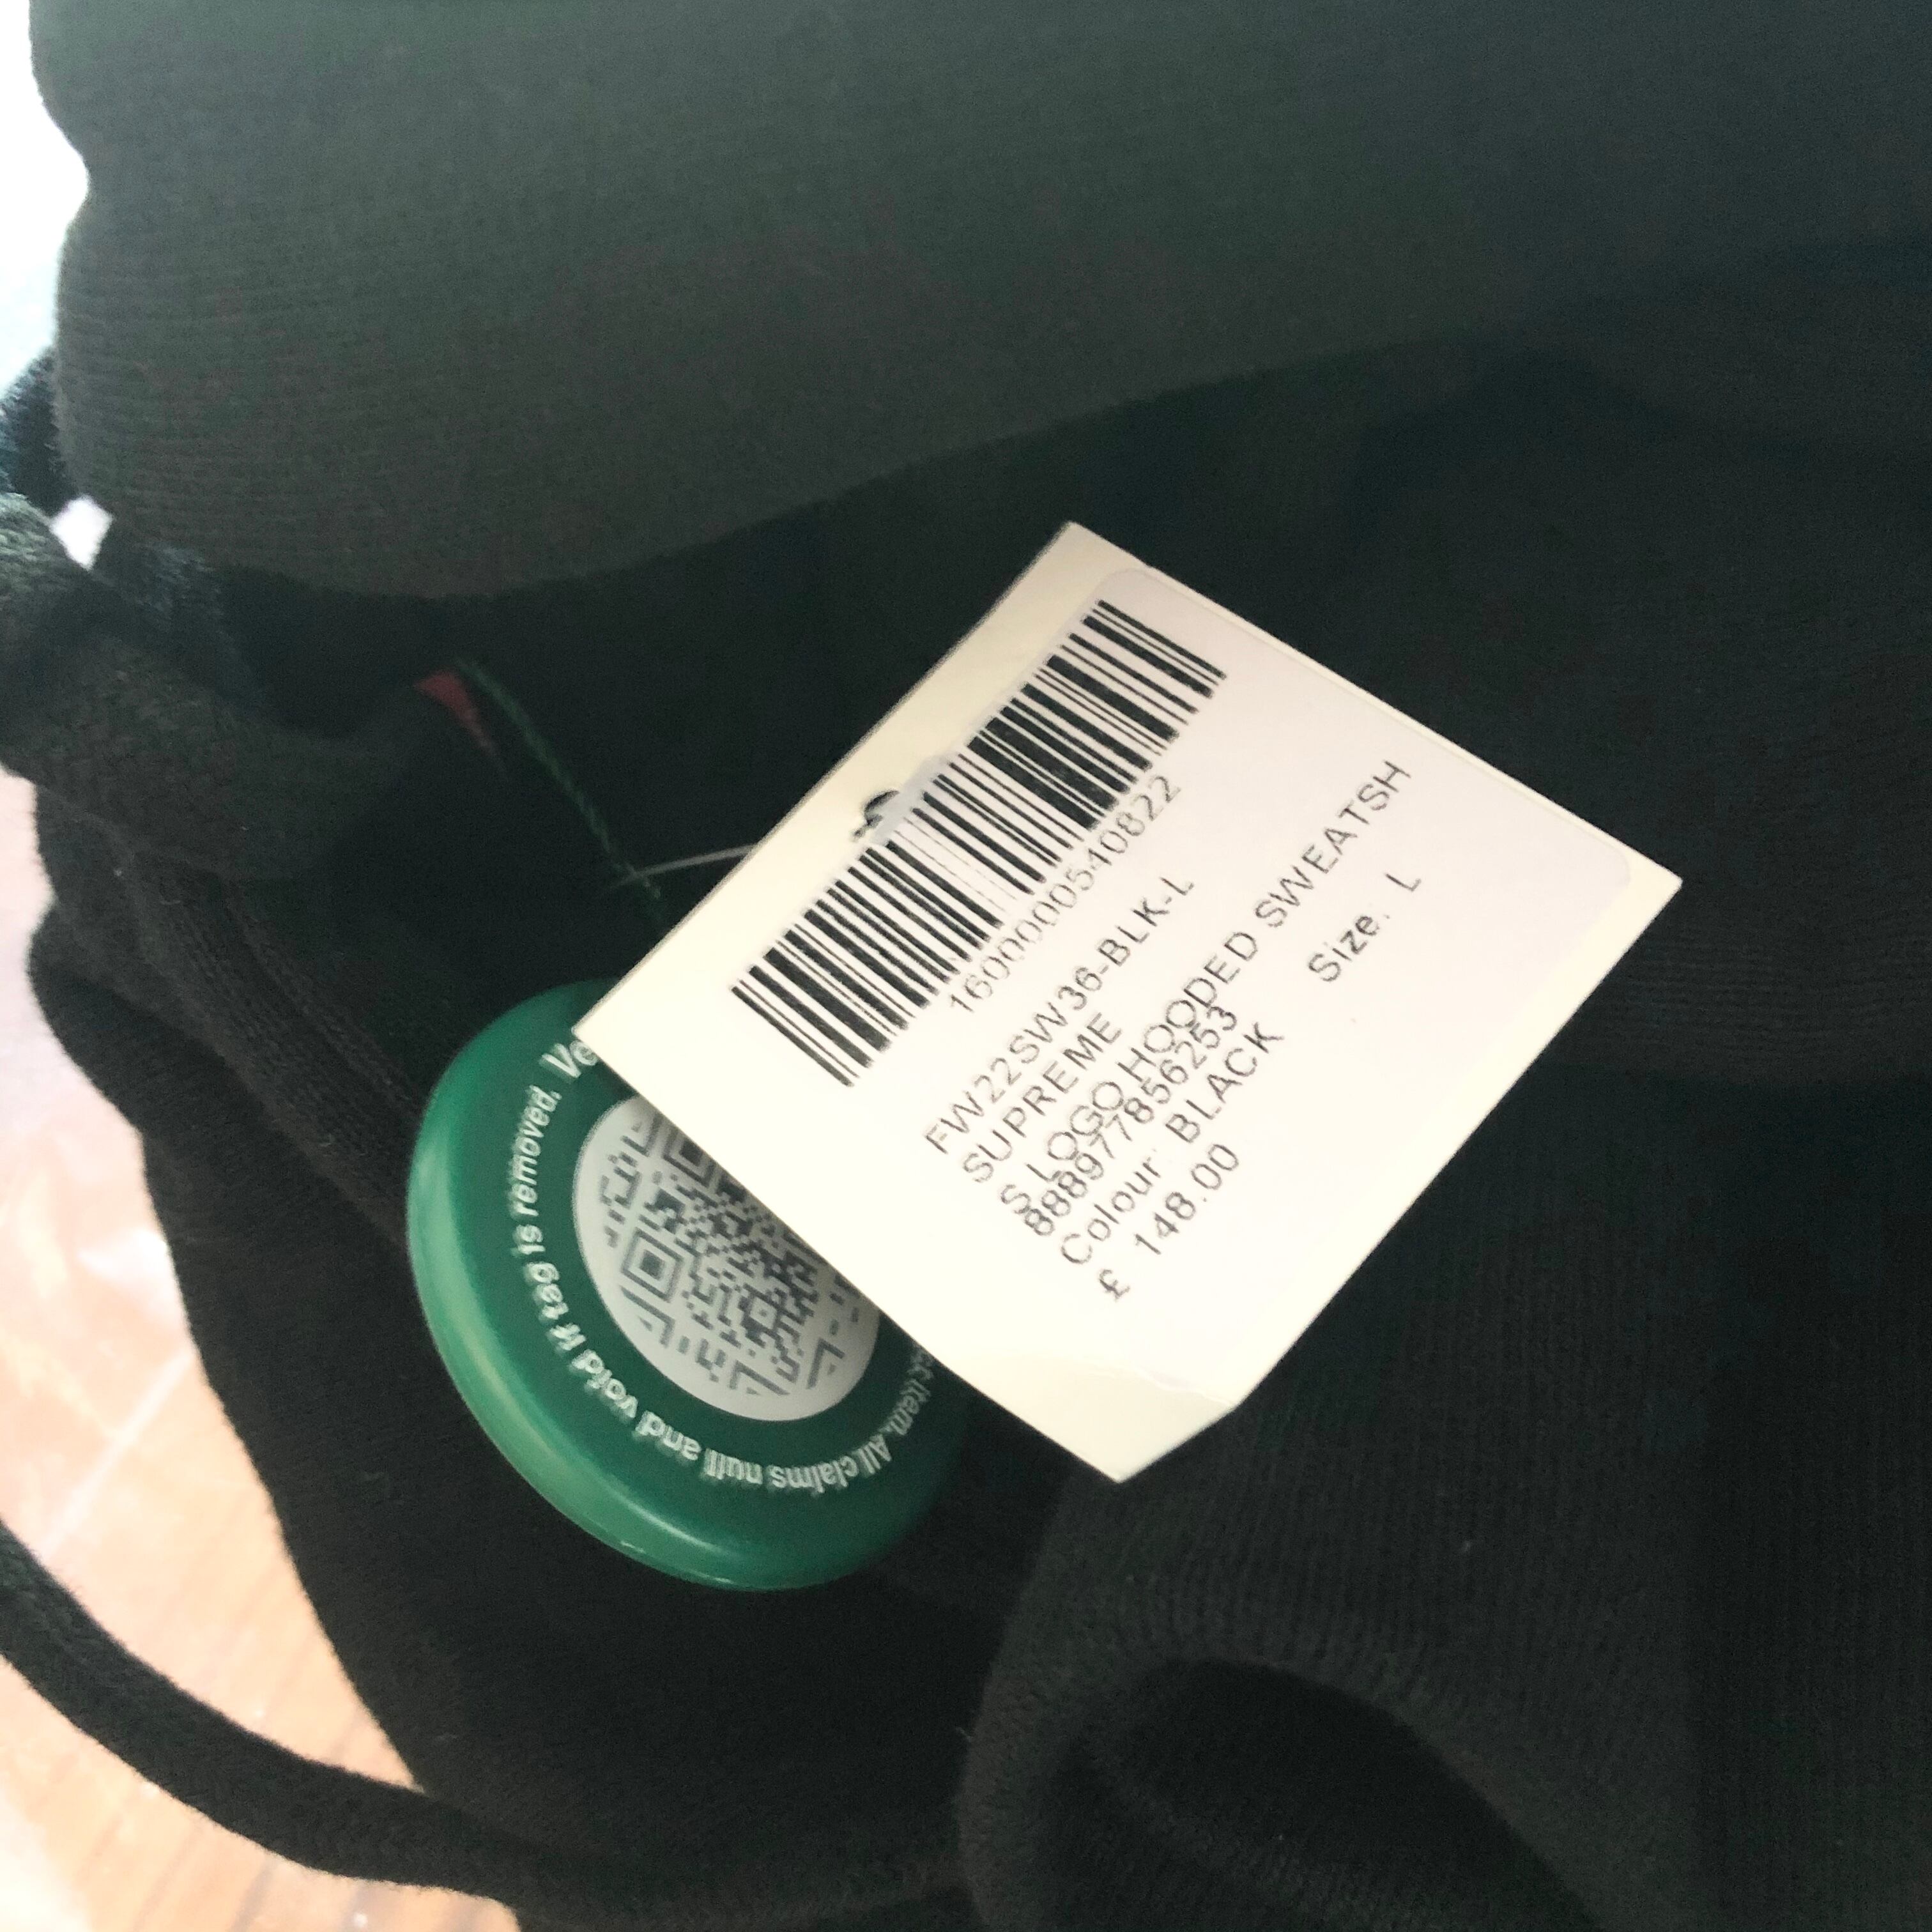 1600000540822
FW22SW36-BLK-L
SUPREME
S LOGO HOODED SWEATSH
888977856253
Colour: BLACK Size: L
£ 148.00
item. All claims null and void if tag is removed.